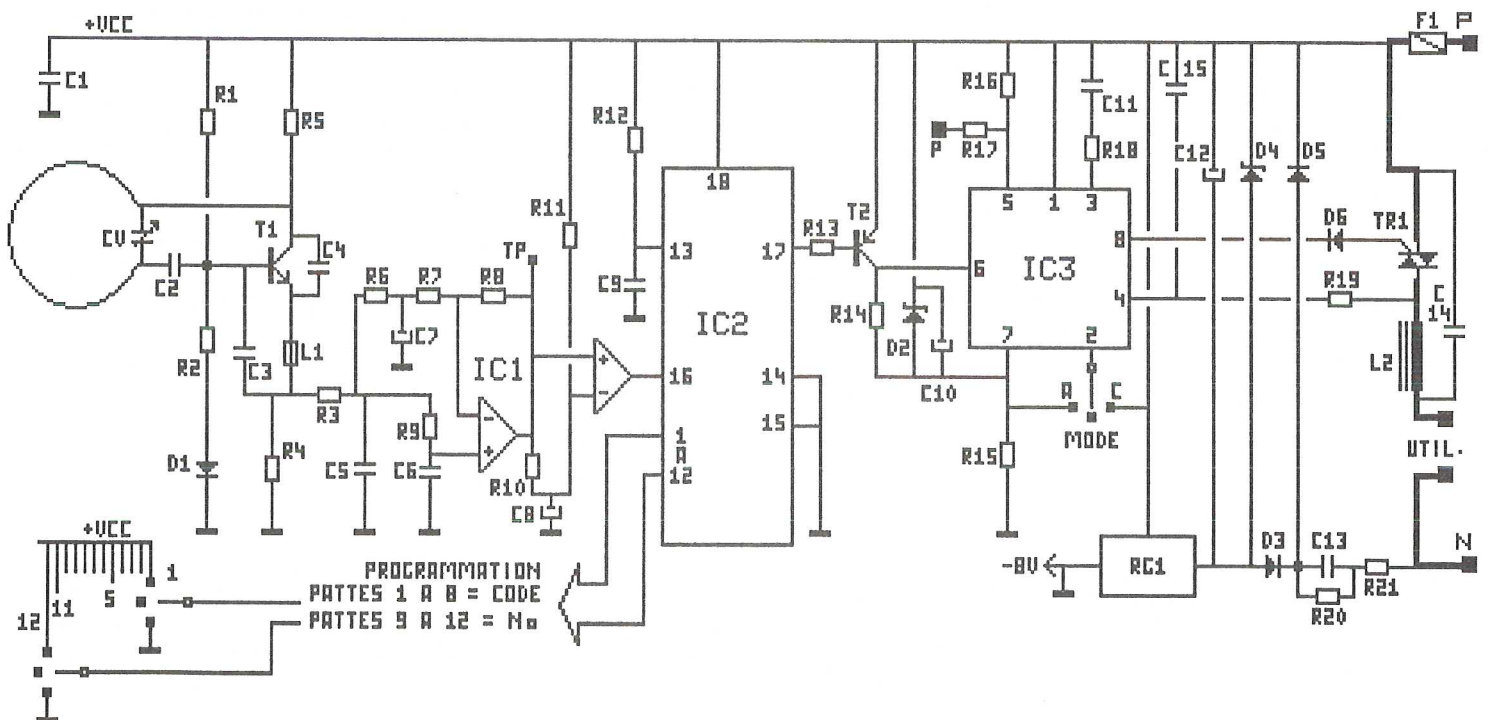 +VCC
F1 P
C1
R1
R5
R12
R16
C11
C 15
P R17
R18
C12
D4 D5
18
5 1 3
R11
CV
T1
C4
T2
D6 TR1
TP
13
17
R13
8
C2
R6 R7 R8
C9
6
IC3
R19
4
C 14
IC2
R14
R2
C3
L1
C7
IC1
D2
7 2
L2
R3
16
14
C10
A C
MODE
R9
1 A 12
15
UTIL.
D1
R4
C5
C6
R10
R15
C8
+VCC
PROGRAMMATION
-8V
RG1
D3 C13
N
R21
R20
1
5
11
12
PATTES 1 A 8 = CODE
PATTES 9 A 12 = No